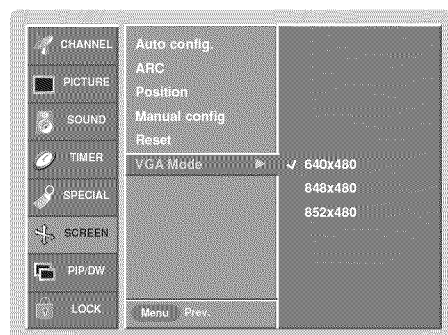 CHANNEL
PICTURE
SOUND
TIMER
SPECIAL
SCREEN
PIP/DW
LOCK
Auto config.
ARC
Position
Manual config
Reset
VGA Mode
640x480
848x480
852x480
Menu Prev.